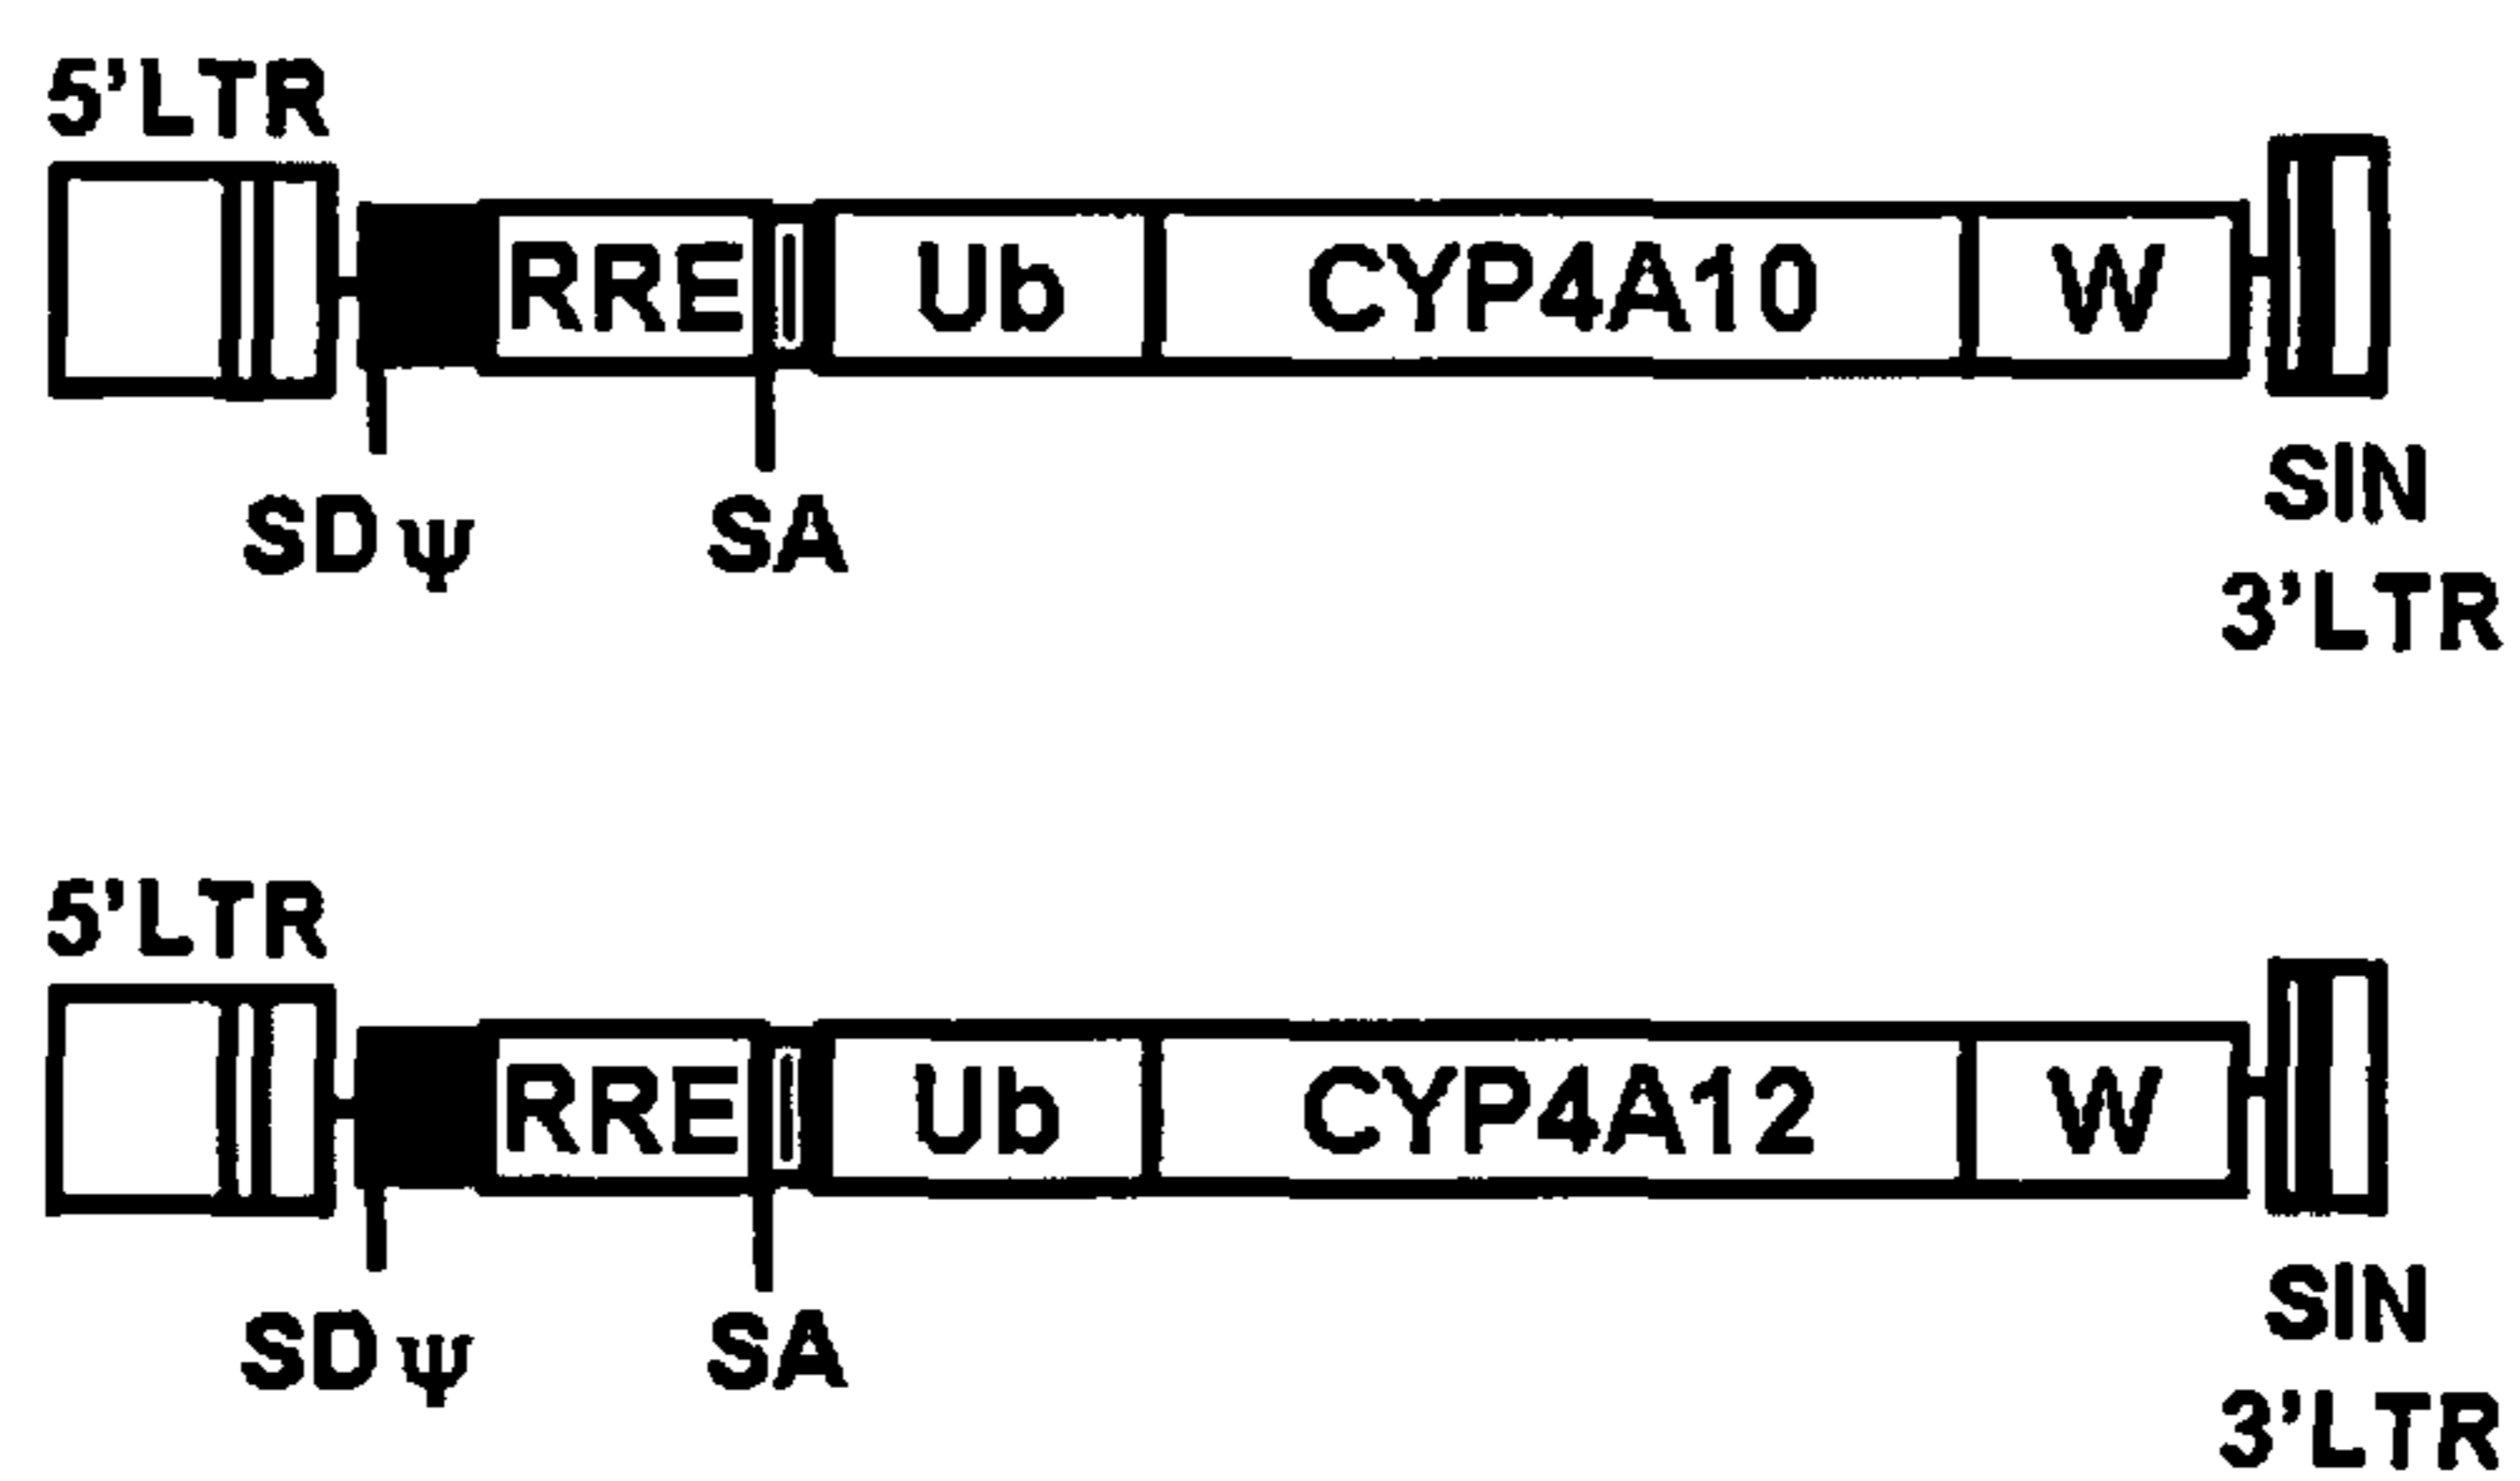 5'LTR
RRE Ub CYP4A10 W
SD ψ SA
SIN
3'LTR
5'LTR
RRE Ub CYP4A12 W
SD ψ SA
SIN
3'LTR